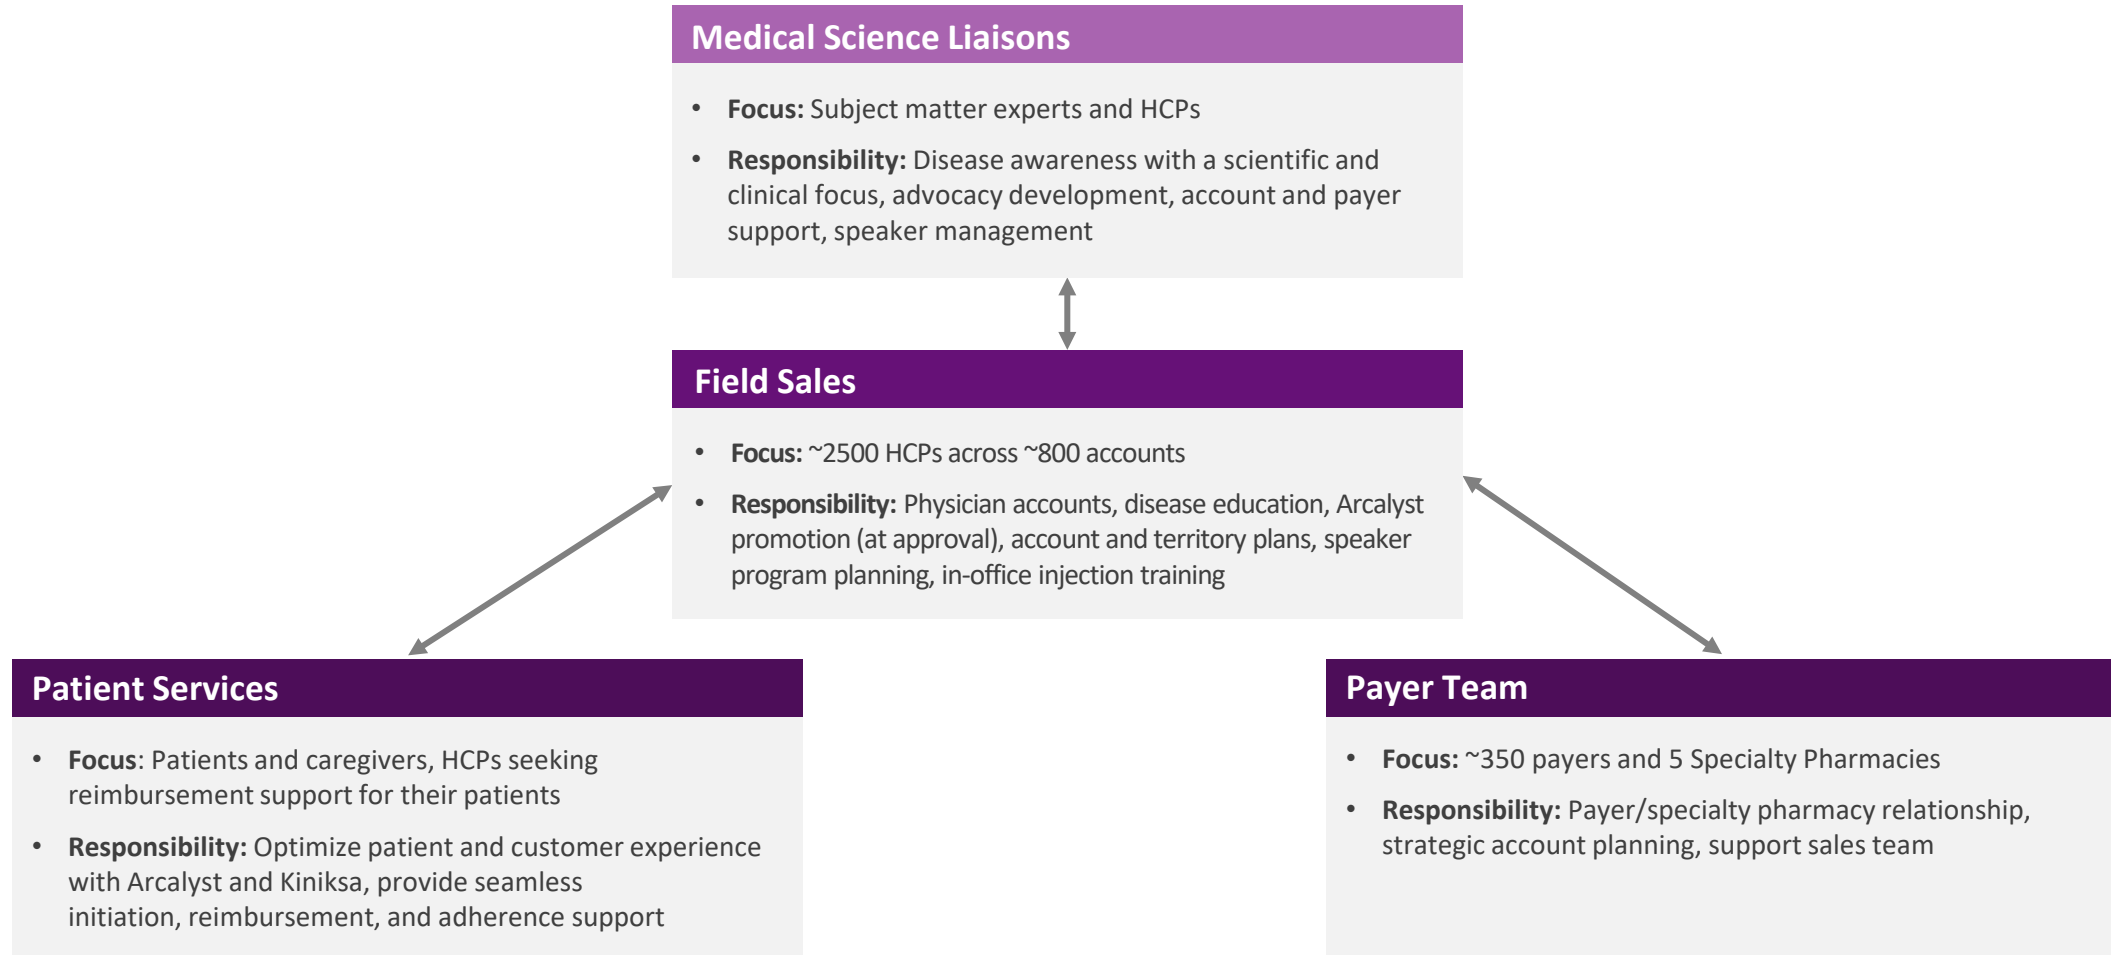 Medical Science Liaisons
• Focus: Subject matter experts and HCPs
• Responsibility: Disease awareness with a scientific and
clinical focus, advocacy development, account and payer
support, speaker management
Field Sales
• Focus: ~2500 HCPs across ~800 accounts
• Responsibility: Physician accounts, disease education, Arcalyst
promotion (at approval), account and territory plans, speaker
program planning, in-office injection training
Patient Services
• Focus: Patients and caregivers, HCPs seeking
reimbursement support for their patients
• Responsibility: Optimize patient and customer experience
with Arcalyst and Kiniksa, provide seamless
initiation, reimbursement, and adherence support
Payer Team
• Focus: ~350 payers and 5 Specialty Pharmacies
• Responsibility: Payer/specialty pharmacy relationship,
strategic account planning, support sales team